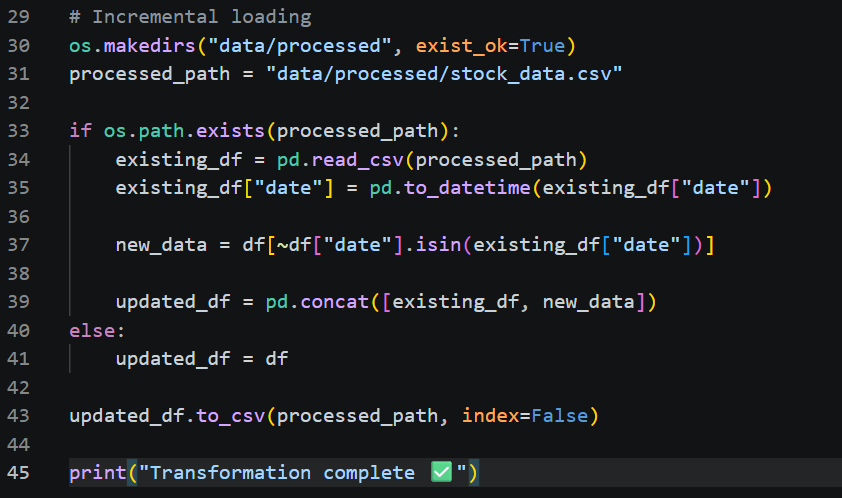 29 # Incremental loading
30 os.makedirs("data/processed", exist_ok=True)
31 processed_path = "data/processed/stock_data.csv"
32
33 if os.path.exists(processed_path):
34     existing_df = pd.read_csv(processed_path)
35     existing_df["date"] = pd.to_datetime(existing_df["date"])
36
37     new_data = df[~df["date"].isin(existing_df["date"])]
38
39     updated_df = pd.concat([existing_df, new_data])
40 else:
41     updated_df = df
42
43 updated_df.to_csv(processed_path, index=False)
44
45 print("Transformation complete ✅")